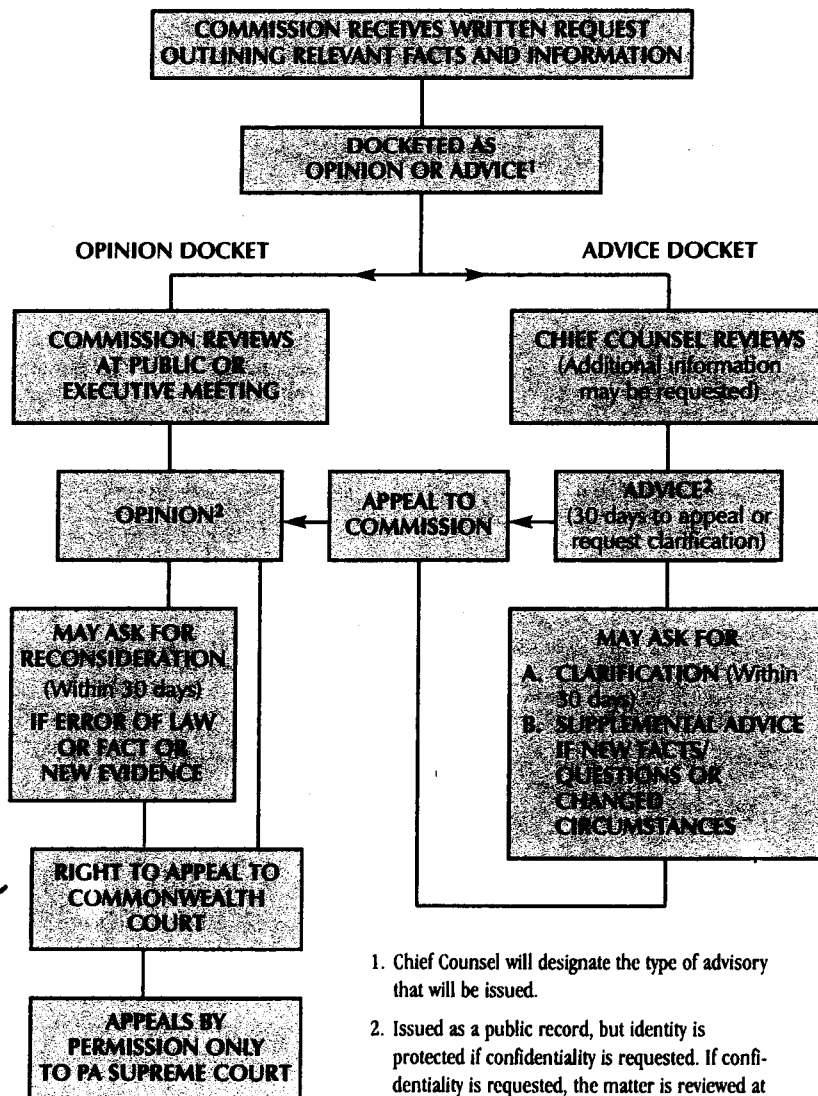 COMMISSION RECEIVES WRITTEN REQUEST
OUTLINING RELEVANT FACTS AND INFORMATION
DOCKETED AS
OPINION OR ADVICE¹
OPINION DOCKET
ADVICE DOCKET
COMMISSION REVIEWS
AT PUBLIC OR
EXECUTIVE MEETING
CHIEF COUNSEL REVIEWS
(Additional information
may be requested)
OPINION²
APPEAL TO
COMMISSION
ADVICE²
(30 days to appeal or
request clarification)
MAY ASK FOR
RECONSIDERATION
(Within 30 days)
IF ERROR OF LAW
OR FACT OR
NEW EVIDENCE
MAY ASK FOR
A. CLARIFICATION (Within
30 days)
B. SUPPLEMENTAL ADVICE
IF NEW FACTS/
QUESTIONS OR
CHANGED
CIRCUMSTANCES
RIGHT TO APPEAL TO
COMMONWEALTH
COURT
APPEALS BY
PERMISSION ONLY
TO PA SUPREME COURT
1. Chief Counsel will designate the type of advisory
that will be issued.
2. Issued as a public record, but identity is
protected if confidentiality is requested. If confi-
dentiality is requested, the matter is reviewed at